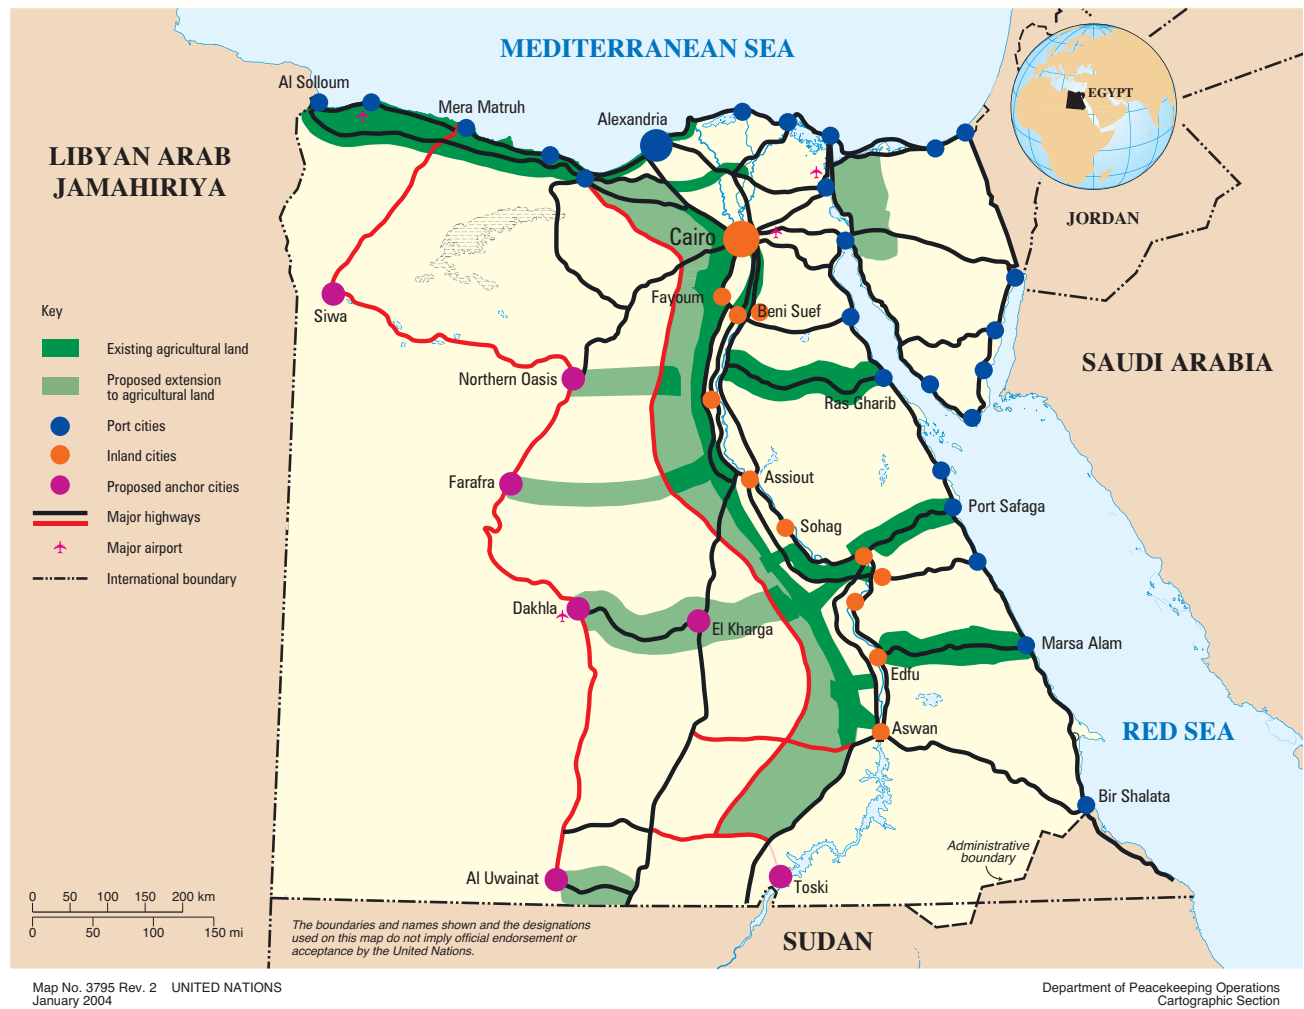 MEDITERRANEAN SEA
Al Solloum
Mera Matruh
Alexandria
EGYPT
LIBYAN ARAB
JAMAHIRIYA
JORDAN
Cairo
Siwa
Fayoum
Beni Suef
SAUDI ARABIA
Northern Oasis
Ras Gharib
Farafra
Assiout
Sohag
Port Safaga
Dakhla
El Kharga
Marsa Alam
Edfu
Aswan
RED SEA
Bir Shalata
Administrative
boundary
Al Uwainat
Toski
SUDAN
Key
Existing agricultural land
Proposed extension
to agricultural land
Port cities
Inland cities
Proposed anchor cities
Major highways
Major airport
International boundary
0 50 100 150 200 km
0 50 100 150 mi
The boundaries and names shown and the designations
used on this map do not imply official endorsement or
acceptance by the United Nations.
Map No. 3795 Rev. 2 UNITED NATIONS
January 2004
Department of Peacekeeping Operations
Cartographic Section